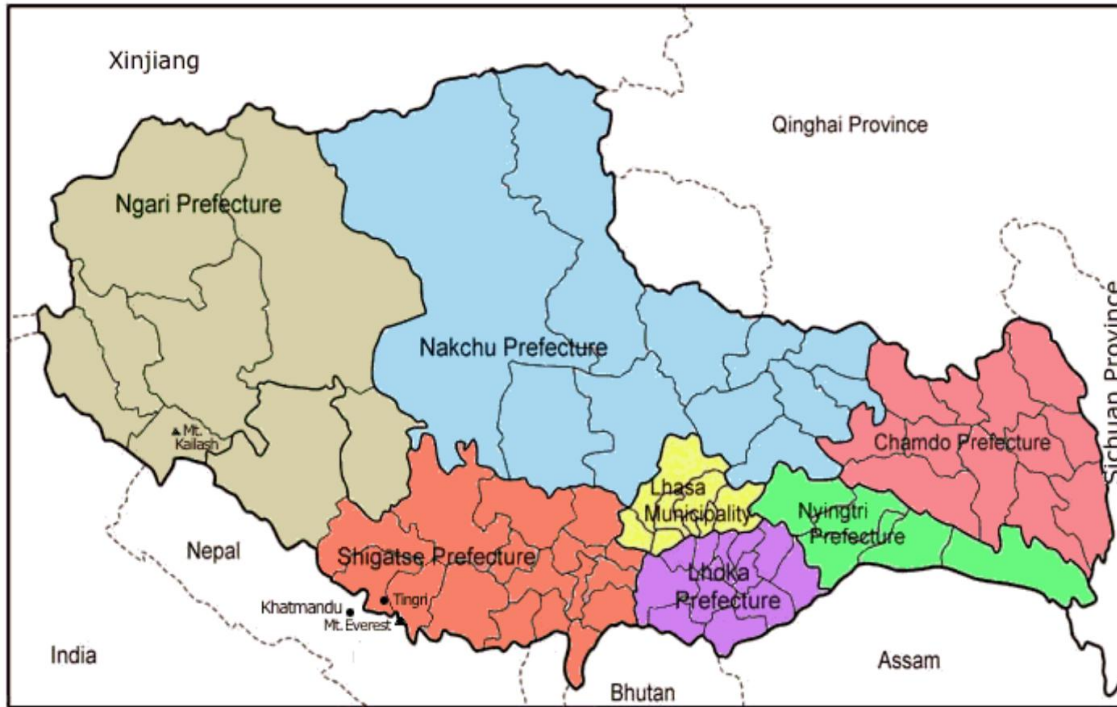 Xinjiang
Qinghai Province
Ngari Prefecture
Sichuan Province
Nakchu Prefecture
Mt.
Kailash
Chamdo Prefecture
Lhasa
Municipality
Nyingtri
Prefecture
Nepal
Shigatse Prefecture
Lhoka
Prefecture
Tingri
Khatmandu
Mt. Everest
India
Assam
Bhutan